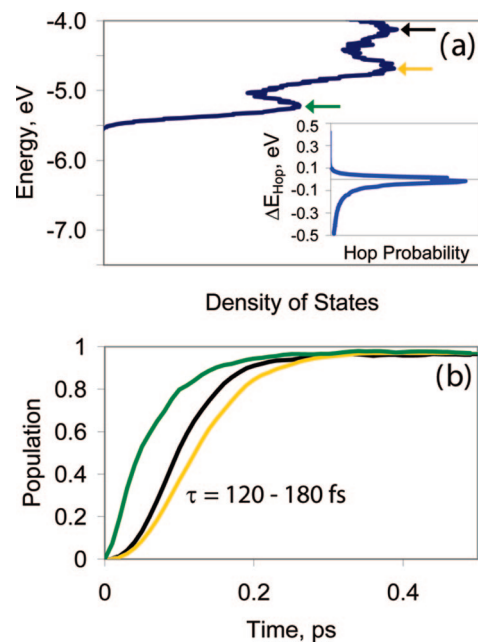 -4.0
(a)
-5.0
-6.0
-7.0
Energy, eV
0.5
0.3
0.1
-0.1
-0.3
-0.5
ΔE_Hop, eV
Hop Probability
Density of States
1
0.8
0.6
0.4
0.2
0
Population
(b)
τ = 120 - 180 fs
0
0.2
0.4
Time, ps